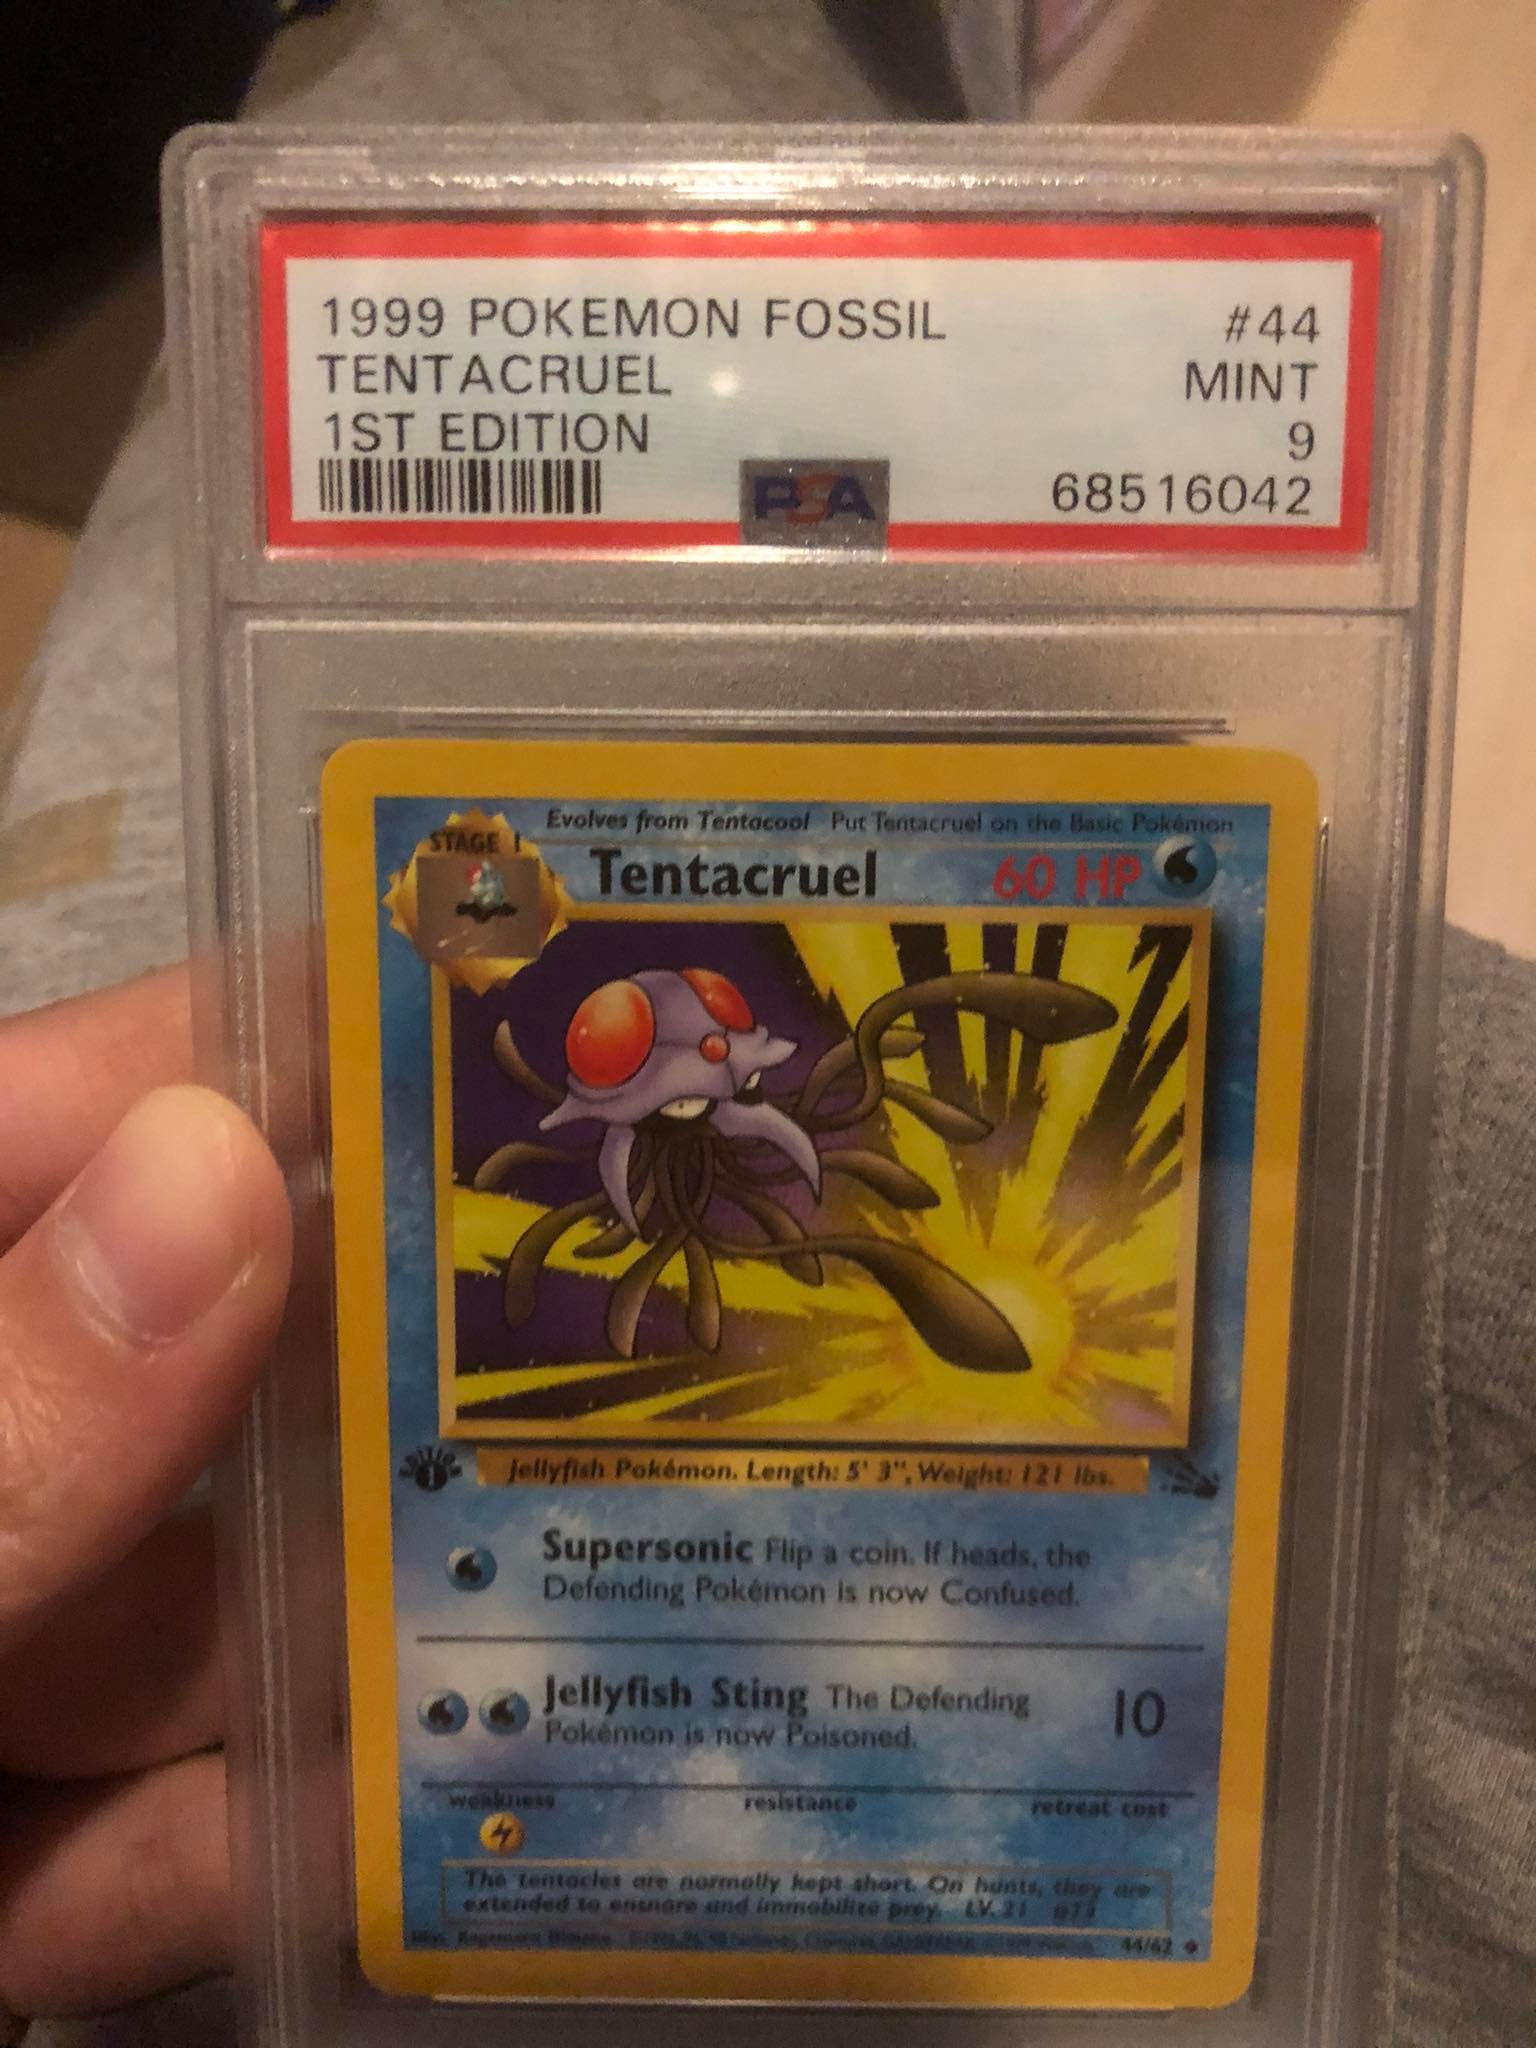 1999 POKEMON FOSSIL #44
TENTACRUEL MINT
1ST EDITION 9
PSA 68516042
Evolves from Tentacool Put Tentacruel on the Basic Pokémon
STAGE 1
Tentacruel 60 HP
EDITION
1
Jellyfish Pokémon. Length: 5' 3", Weight: 121 lbs.
Supersonic Flip a coin. If heads, the
Defending Pokémon is now Confused.
Jellyfish Sting The Defending 10
Pokémon is now Poisoned.
weakness resistance retreat cost
The tentacles are normally kept short. On hunts, they are
extended to ensnare and immobilize prey. LV. 21 #73
44/62